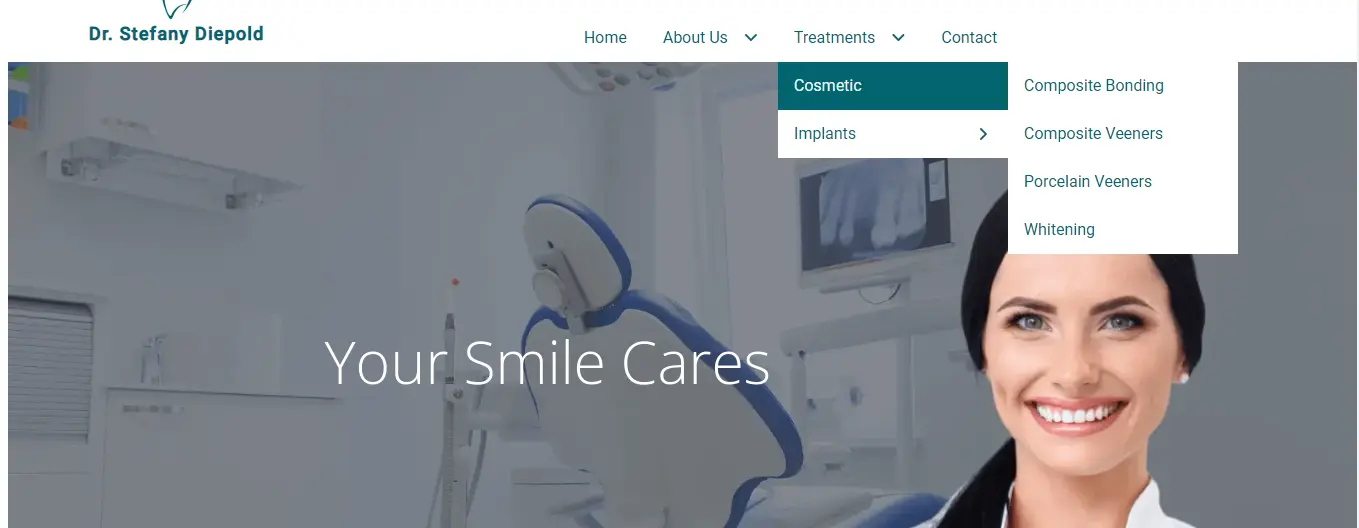 Dr. Stefany Diepold
Home
About Us
Treatments
Contact
Cosmetic
Composite Bonding
Implants
Composite Veeners
Porcelain Veeners
Whitening
Your Smile Cares